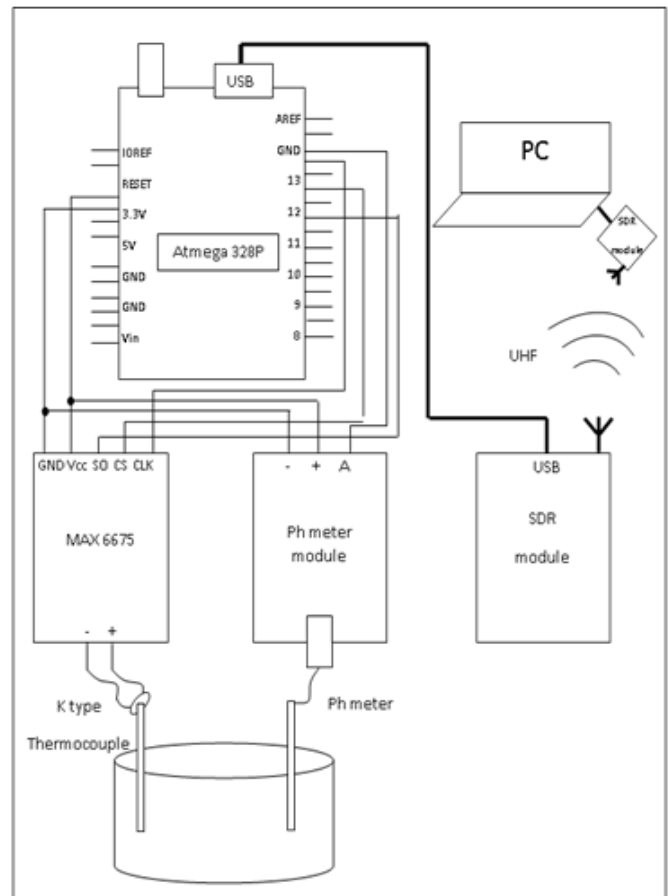 USB
AREF
IOREF
GND
RESET
13
3.3V
12
5V
11
Atmega 328P
GND
10
GND
9
Vin
8
PC
SDR
module
UHF
GND Vcc SO CS CLK
MAX 6675
- +
- + A
Ph meter
module
USB
SDR
module
K type
Thermocouple
Ph meter